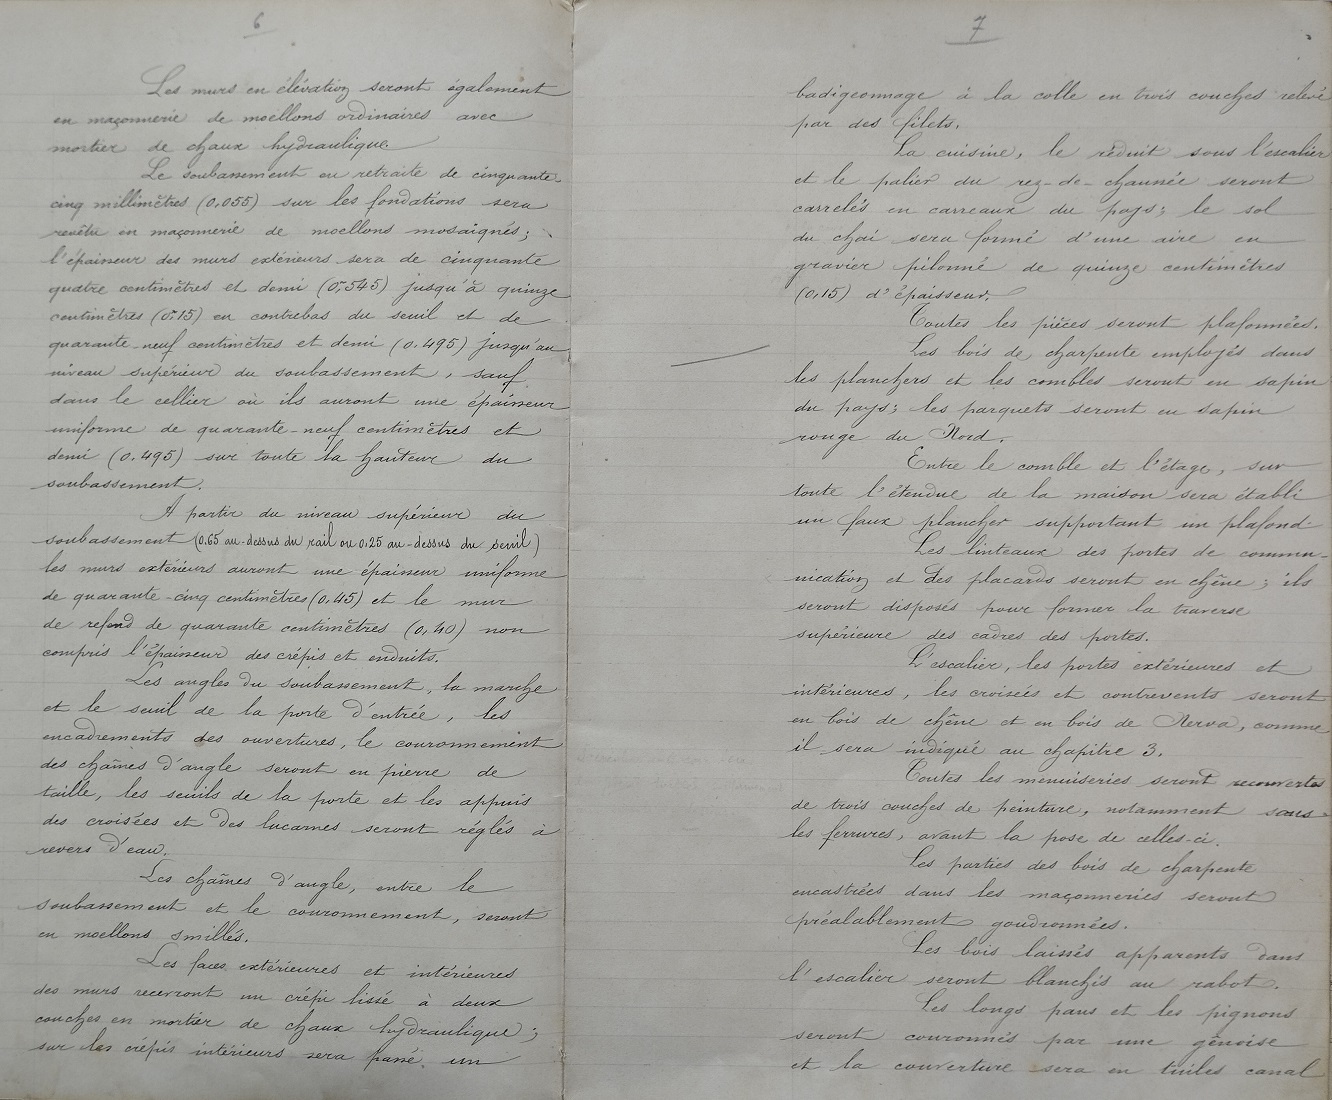 6
Les murs en élévation seront également
en maçonnerie de moellons ordinaires avec
mortier de chaux hydraulique.
Le soubassement en retraite de cinquante-
cinq millimètres (0,055) sur les fondations sera
revêtu en maçonnerie de moellons mosaïqués;
l'épaisseur des murs extérieurs sera de cinquante
quatre centimètres et demi (0m545) jusqu'à quinze
centimètres (0m15) en contrebas du seuil et de
quarante-neuf centimètres et demi (0.495) jusqu'au
niveau supérieur du soubassement, sauf
dans le cellier où ils auront une épaisseur
uniforme de quarante-neuf centimètres et
demi (0.495) sur toute la hauteur du
soubassement.
A partir du niveau supérieur du
soubassement (0.65 au-dessus du rail ou 0.25 au-dessus du seuil)
les murs extérieurs auront une épaisseur uniforme
de quarante-cinq centimètres (0,45) et le mur
de refend de quarante centimètres (0,40) non
compris l'épaisseur des crépis et enduits.
Les angles du soubassement, la marche
et le seuil de la porte d'entrée, les
encadrements des ouvertures, le couronnement
des chaînes d'angle seront en pierre de
taille, les seuils de la porte et les appuis
des croisées et des lucarnes seront réglés à
revers d'eau.
Les chaînes d'angle, entre le
soubassement et le couronnement, seront
en moellons smillés.
Les faces extérieures et intérieures
des murs recevront un crépi lissé à deux
couches en mortier de chaux hydraulique;
sur les crépis intérieurs sera passé un
7
badigeonnage à la colle en trois couches relevé
par des filets.
La cuisine, le réduit sous l'escalier
et le palier du rez-de-chaussée seront
carrelés en carreaux du pays; le sol
du chai sera formé d'une aire en
gravier pilonné de quinze centimètres
(0,15) d'épaisseur.
Toutes les pièces seront plafonnées.
Les bois de charpente employés dans
les planchers et les combles seront en sapin
du pays; les parquets seront en sapin
rouge du Nord.
Entre le comble et l'étage, sur
toute l'étendue de la maison sera établi
un faux plancher supportant un plafond.
Les linteaux des portes de commu-
nication et des placards seront en chêne; ils
seront disposés pour former la traverse
supérieure des cadres des portes.
L'escalier, les portes extérieures et
intérieures, les croisées et contrevents seront
en bois de chêne et en bois de Nerva, comme
il sera indiqué au chapitre 3.
Toutes les menuiseries seront recouvertes
de trois couches de peinture, notamment sous
les ferrures, avant la pose de celles-ci.
Les parties des bois de charpente
encastrées dans les maçonneries seront
préalablement goudronnées.
Les bois laissés apparents dans
l'escalier seront blanchis au rabot.
Les longs pans et les pignons
seront couronnés par une génoise
et la couverture sera en tuiles canal